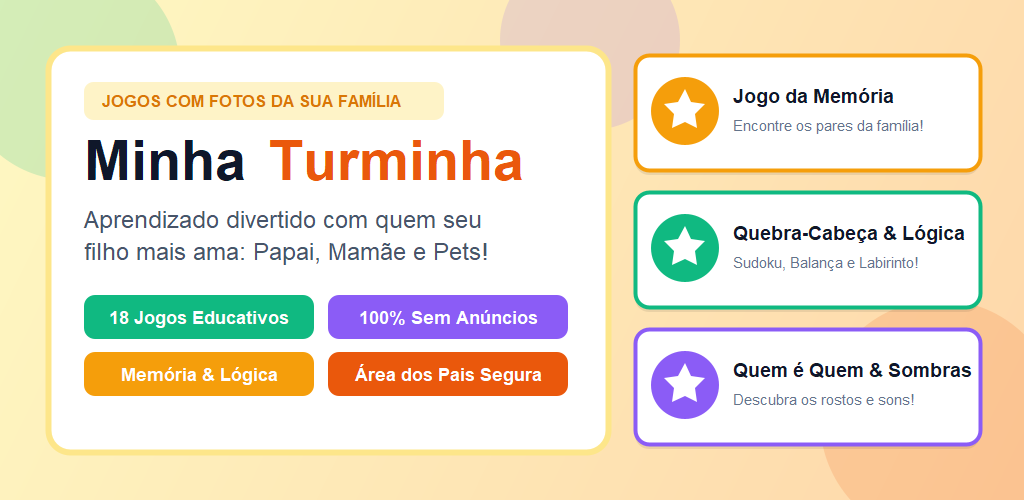 JOGOS COM FOTOS DA SUA FAMÍLIA
Minha Turminha
Aprendizado divertido com quem seu
filho mais ama: Papai, Mamãe e Pets!
18 Jogos Educativos
100% Sem Anúncios
Memória & Lógica
Área dos Pais Segura
Jogo da Memória
Encontre os pares da família!
Quebra-Cabeça & Lógica
Sudoku, Balança e Labirinto!
Quem é Quem & Sombras
Descubra os rostos e sons!